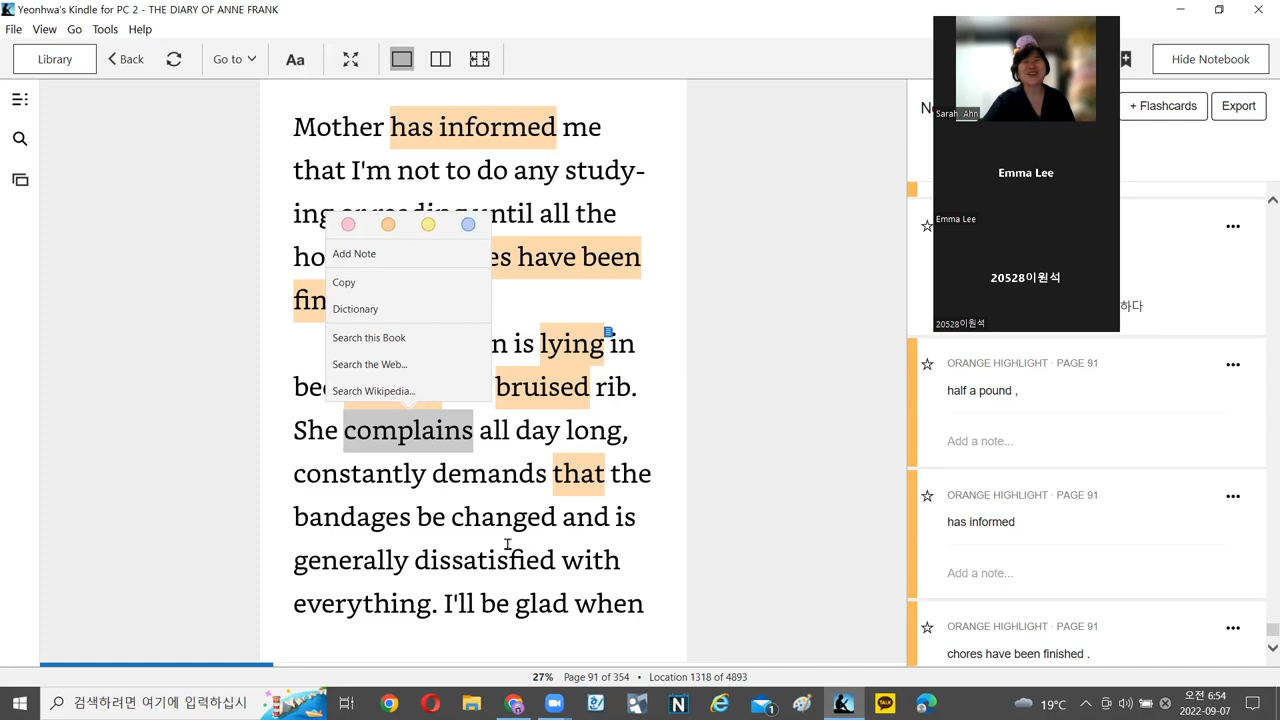 Yeonhwa's Kindle for PC 2 - THE DIARY OF ANNE FRANK
File View Go Tools Help
Library
Back
Go to
Aa
Hide Notebook
+ Flashcards
Export
Sarah Ahn
Emma Lee
Emma Lee
20528이원석
20528이원석
Mother has informed me
that I'm not to do any study-
ing or reading until all the
es have been
fin
Add Note
Copy
Dictionary
Search this Book
Search the Web...
Search Wikipedia...
n is lying in
bruised rib.
She complains all day long,
constantly demands that the
bandages be changed and is
generally dissatisfied with
everything. I'll be glad when
하다
ORANGE HIGHLIGHT · PAGE 91
half a pound ,
Add a note...
ORANGE HIGHLIGHT · PAGE 91
has informed
Add a note...
ORANGE HIGHLIGHT · PAGE 91
chores have been finished .
27% Page 91 of 354 • Location 1318 of 4893
검색하려면 여기에 입력하십시
TALK
19°C
오전 6:54
2022-09-07